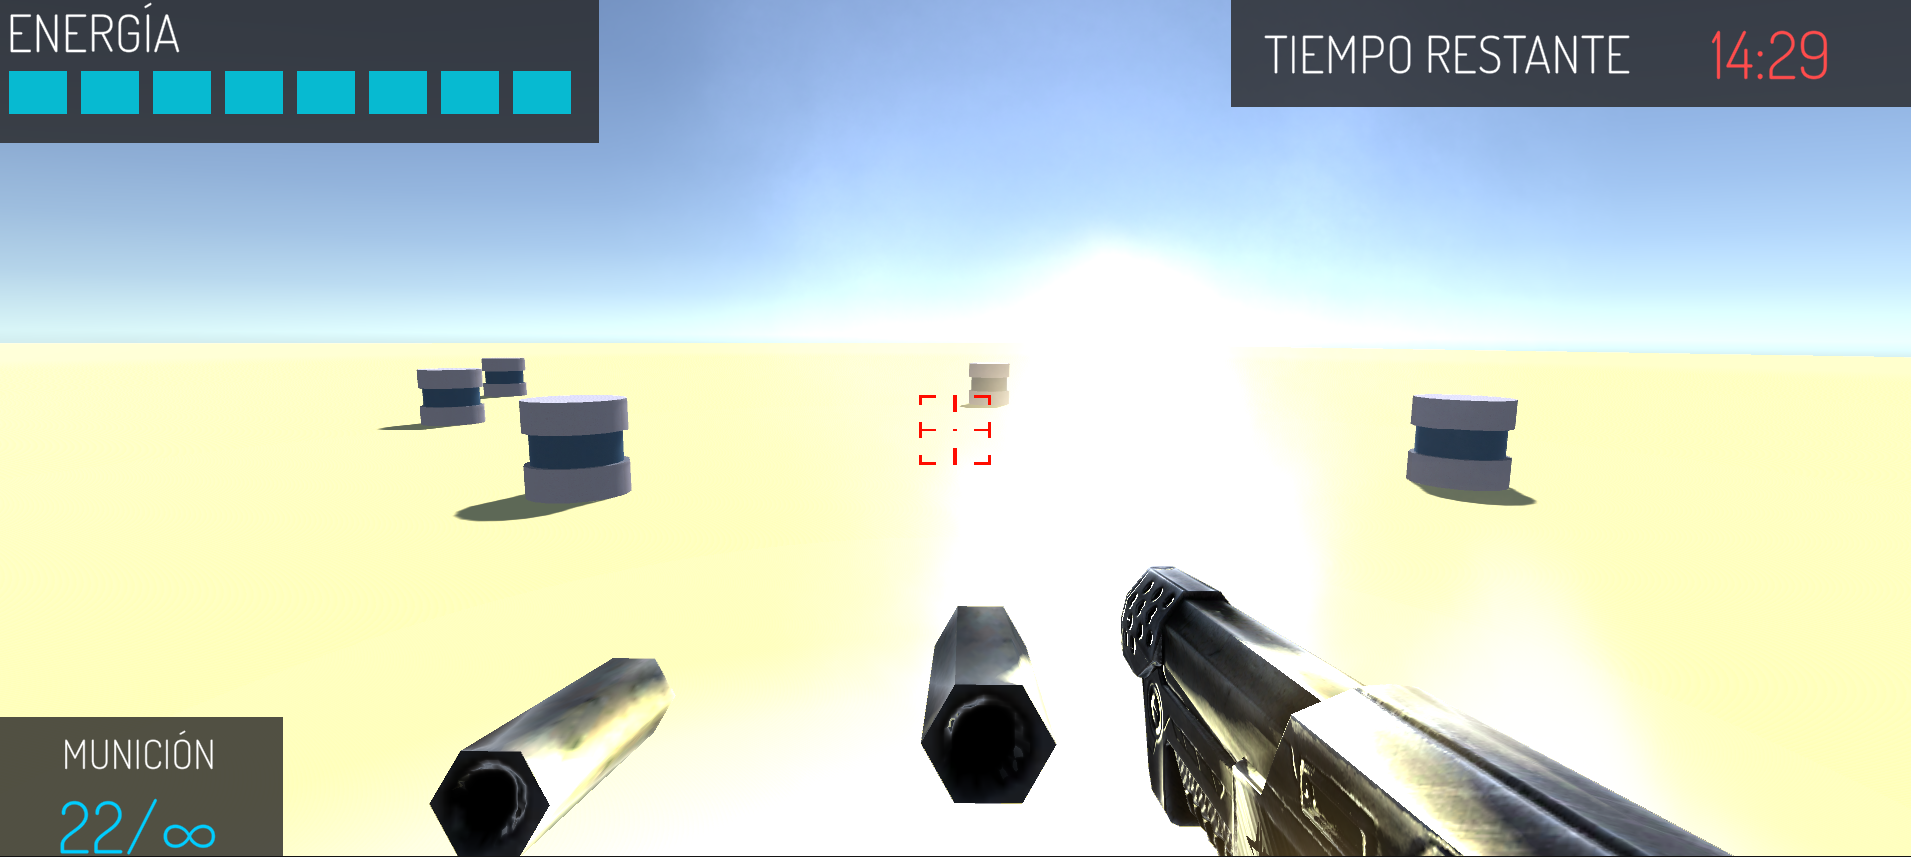 ENERGÍA
TIEMPO RESTANTE 14:29
MUNICIÓN
22/∞